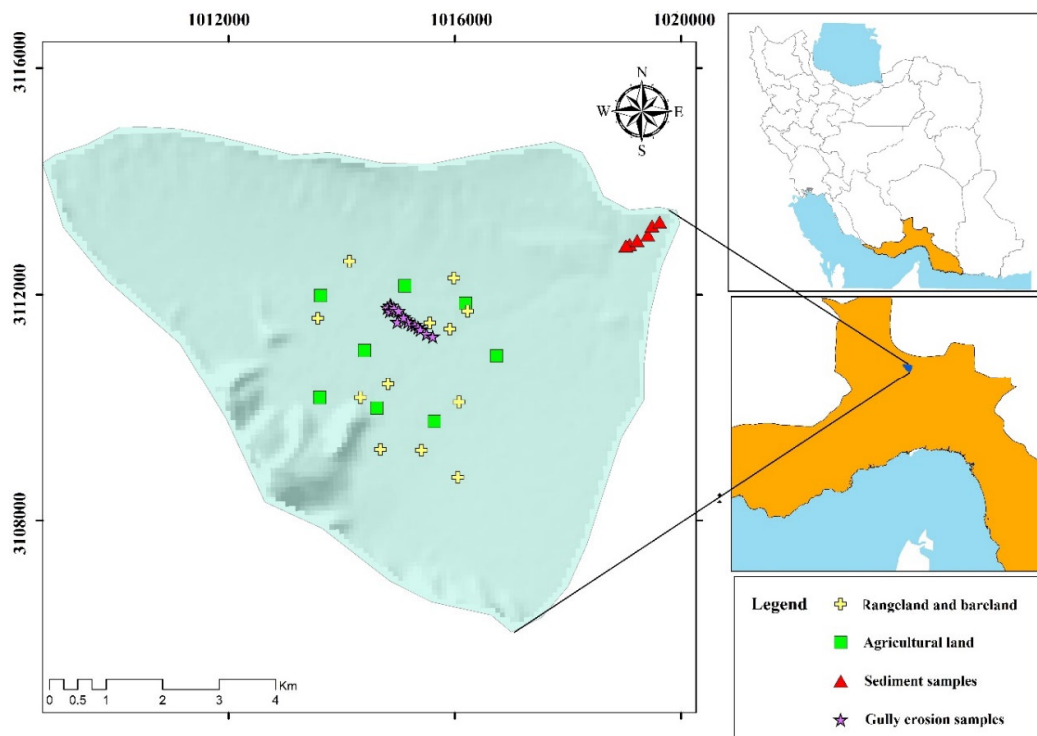 1012000 1016000 1020000
3116000
3112000
3108000
N
W E
S
0 0.5 1 2 3 4
Km
Legend
Rangeland and bareland
Agricultural land
Sediment samples
Gully erosion samples